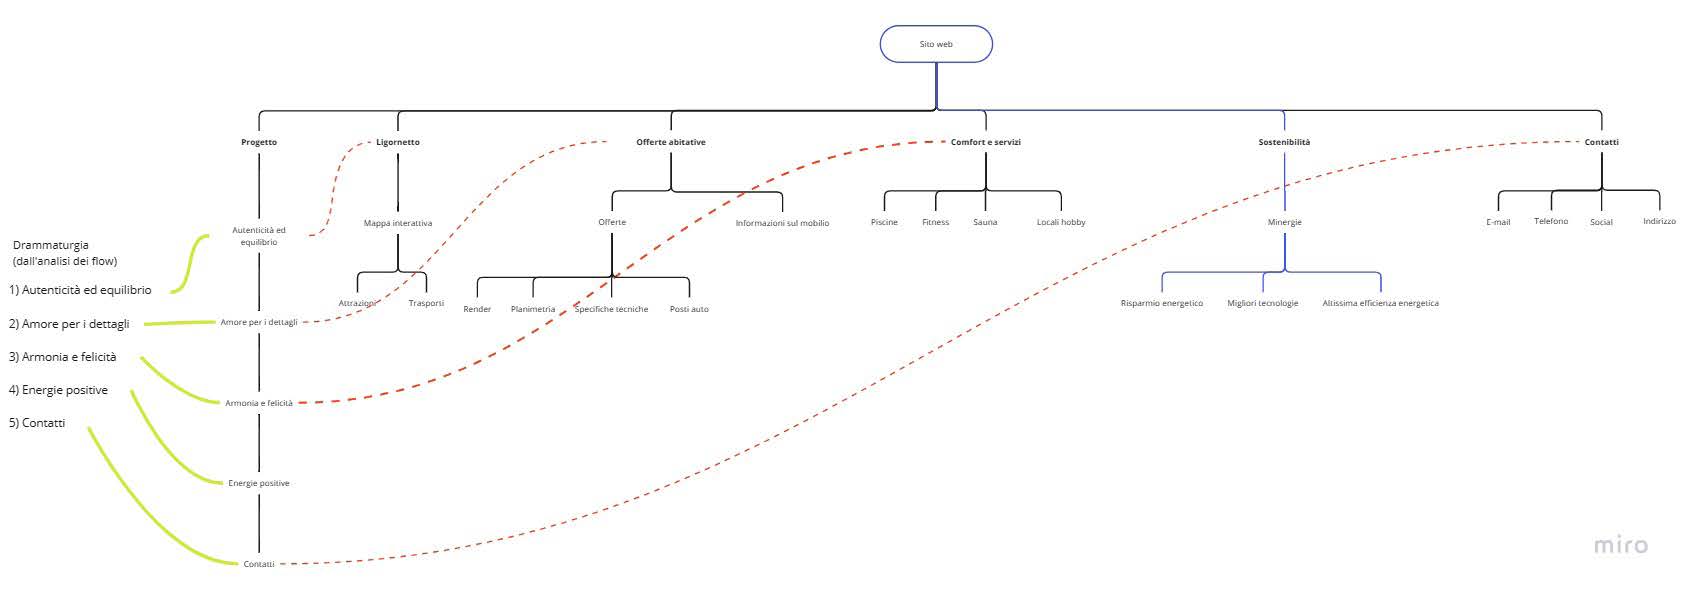 Sito web
Progetto
Ligornetto
Offerte abitative
Comfort e servizi
Sostenibilità
Contatti
Autenticità ed
equilibrio
Mappa interattiva
Offerte
Informazioni sul mobilio
Piscine
Fitness
Sauna
Locali hobby
Minergie
E-mail
Telefono
Social
Indirizzo
Drammaturgia
(dall'analisi dei flow)
1) Autenticità ed equilibrio
2) Amore per i dettagli
3) Armonia e felicità
4) Energie positive
5) Contatti
Attrazioni
Trasporti
Render
Planimetria
Specifiche tecniche
Posti auto
Risparmio energetico
Migliori tecnologie
Altissima efficienza energetica
Amore per i dettagli
Armonia e felicità
Energie positive
Contatti
miro